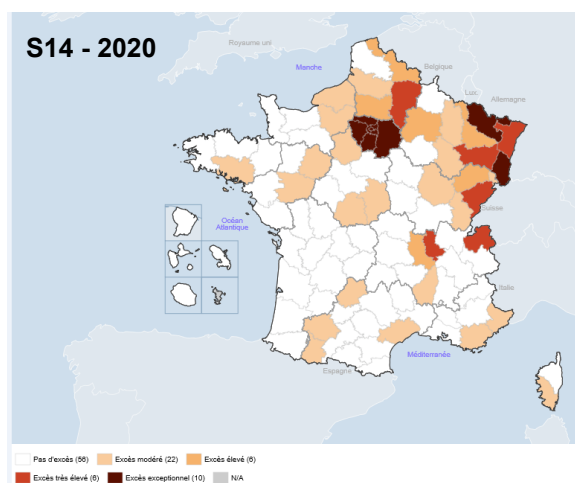 S14 - 2020
Royaume uni
Manche
Belgique
Lux.
Allemagne
Suisse
Océan
Atlantique
Italie
Méditerranée
Espagne
Pas d'excès (56)
Excès modéré (22)
Excès élevé (6)
Excès très élevé (6)
Excès exceptionnel (10)
N/A